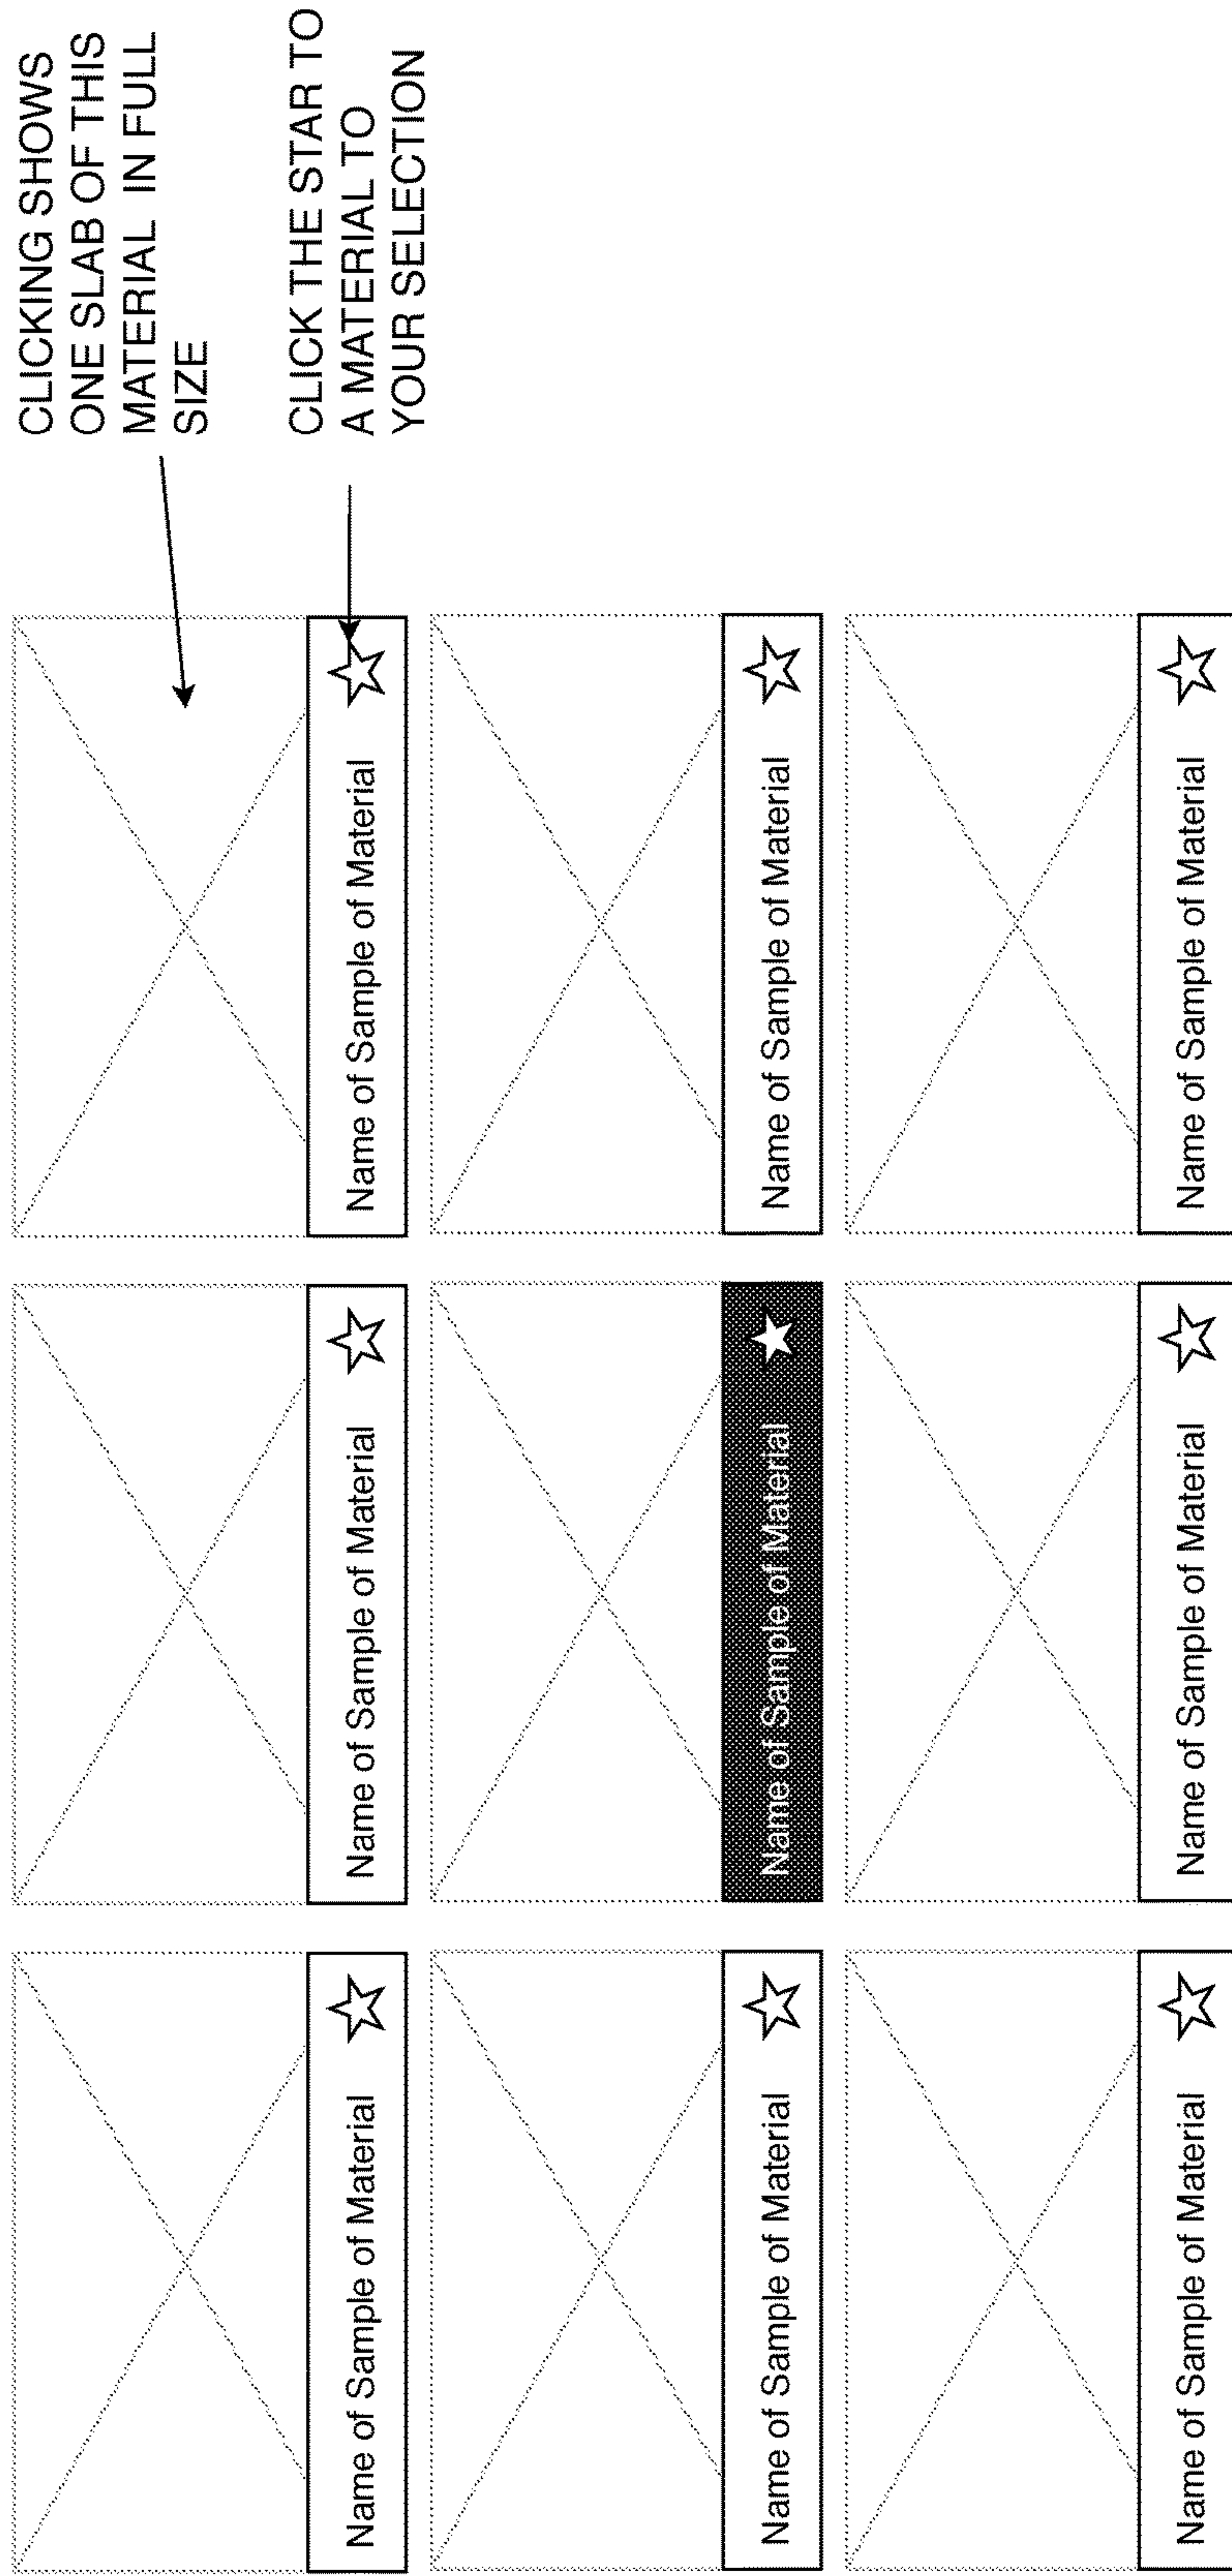 CLICKING SHOWS
ONE SLAB OF THIS
MATERIAL IN FULL
SIZE
CLICK THE STAR TO
A MATERIAL TO
YOUR SELECTION
Name of Sample of Material
Name of Sample of Material
Name of Sample of Material
Name of Sample of Material
Name of Sample of Material
Name of Sample of Material
Name of Sample of Material
Name of Sample of Material
Name of Sample of Material